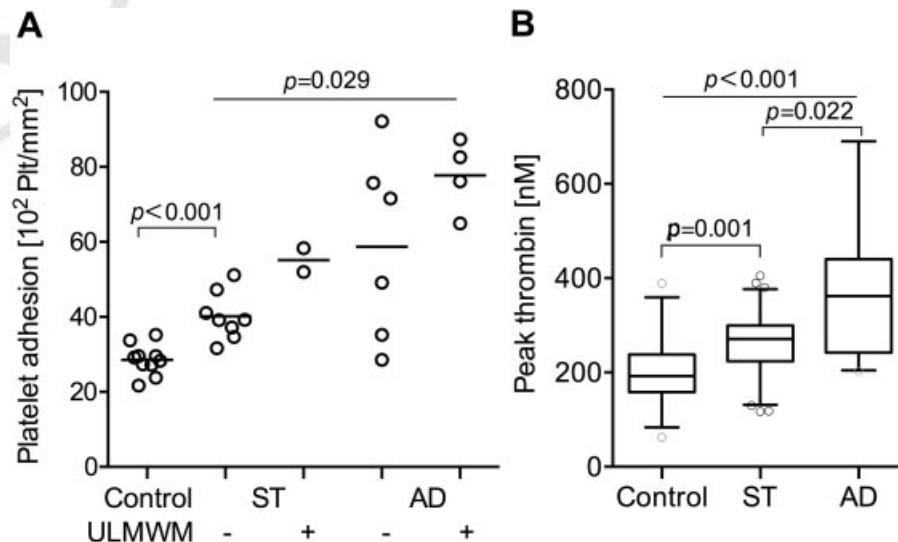 A
Platelet adhesion [10² Plt/mm²]
100
80
60
40
20
0
p=0.029
p<0.001
Control ST AD
ULMWM - + - +
B
Peak thrombin [nM]
800
600
400
200
0
p<0.001
p=0.022
p=0.001
Control ST AD